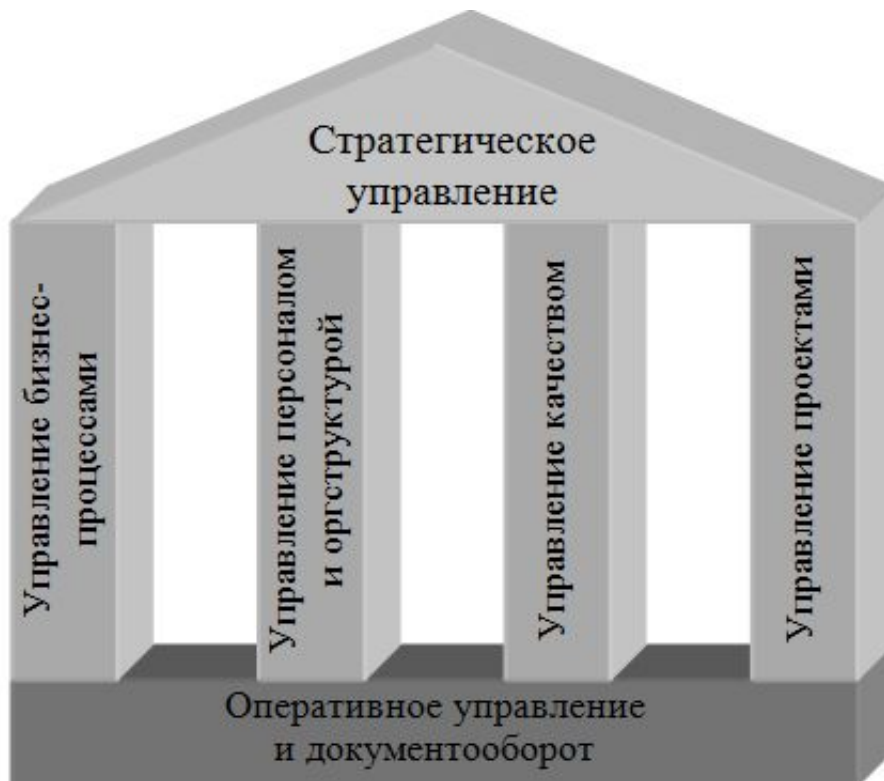 Стратегическое
управление
Управление бизнес-
процессами
Управление персоналом
и оргструктурой
Управление качеством
Управление проектами
Оперативное управление
и документооборот